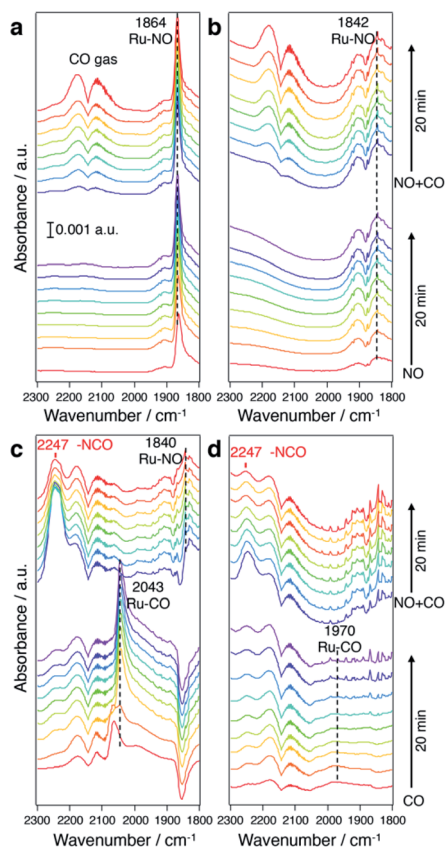 a
1864
Ru-NO
CO gas
0.001 a.u.
Absorbance / a.u.
2300 2200 2100 2000 1900 1800
Wavenumber / cm⁻¹
b
1842
Ru-NO
20 min
NO+CO
20 min
NO
2300 2200 2100 2000 1900 1800
Wavenumber / cm⁻¹
c
2247 -NCO
1840
Ru-NO
2043
Ru-CO
Absorbance / a.u.
2300 2200 2100 2000 1900 1800
Wavenumber / cm⁻¹
d
2247 -NCO
20 min
NO+CO
1970
Ru-CO
20 min
CO
2300 2200 2100 2000 1900 1800
Wavenumber / cm⁻¹